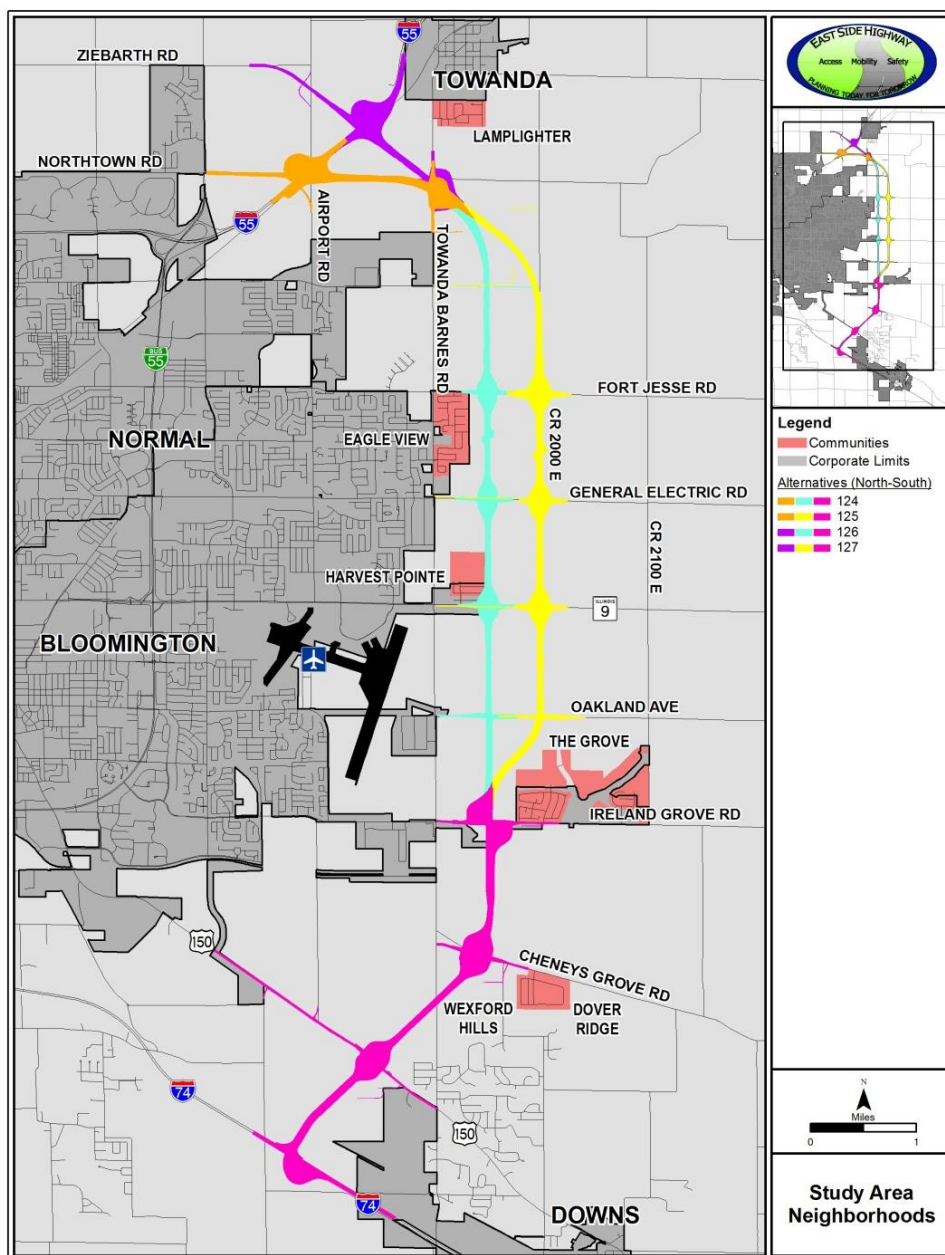 ZIEBARTH RD
55
TOWANDA
LAMPLIGHTER
NORTHTOWN RD
AIRPORT RD
55
TOWANDA BARNES RD
BUS
55
FORT JESSE RD
NORMAL
EAGLE VIEW
CR 2000 E
GENERAL ELECTRIC RD
CR 2100 E
HARVEST POINTE
ILLINOIS
9
BLOOMINGTON
OAKLAND AVE
THE GROVE
IRELAND GROVE RD
150
CHENEYS GROVE RD
WEXFORD
HILLS
DOVER
RIDGE
74
150
74
DOWNS
EAST SIDE HIGHWAY
Access Mobility Safety
PLANNING TODAY FOR TOMORROW
Legend
Communities
Corporate Limits
Alternatives (North-South)
124
125
126
127
N
Miles
0 1
Study Area
Neighborhoods